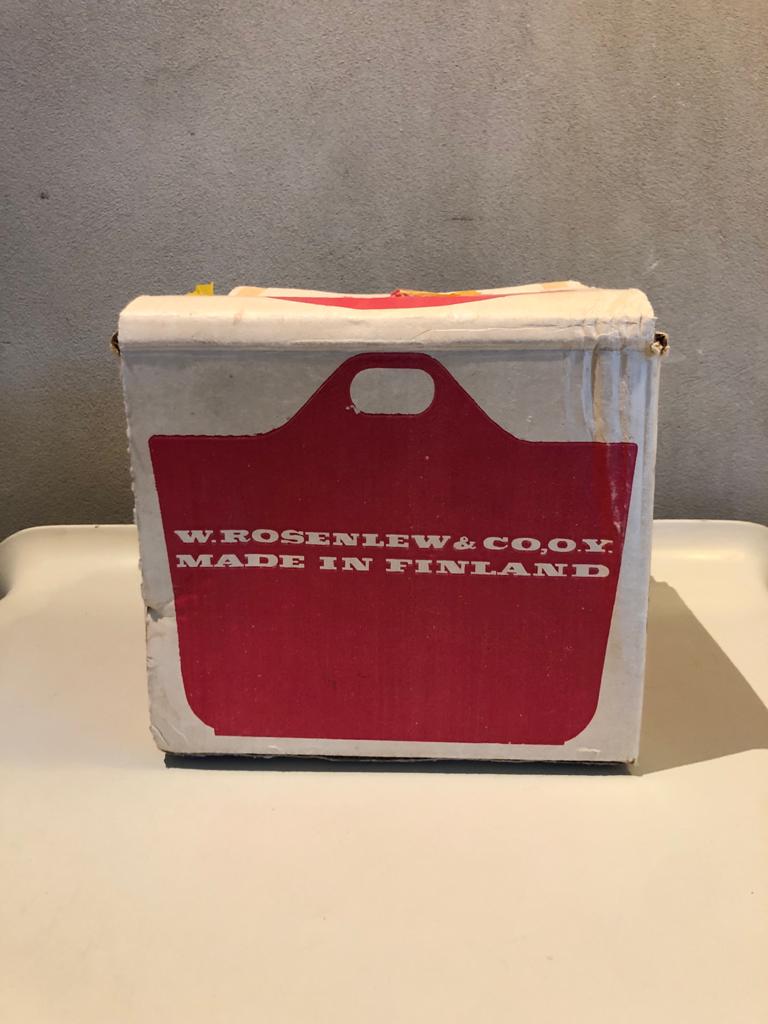 W. ROSENLEW & CO, O.Y.
MADE IN FINLAND